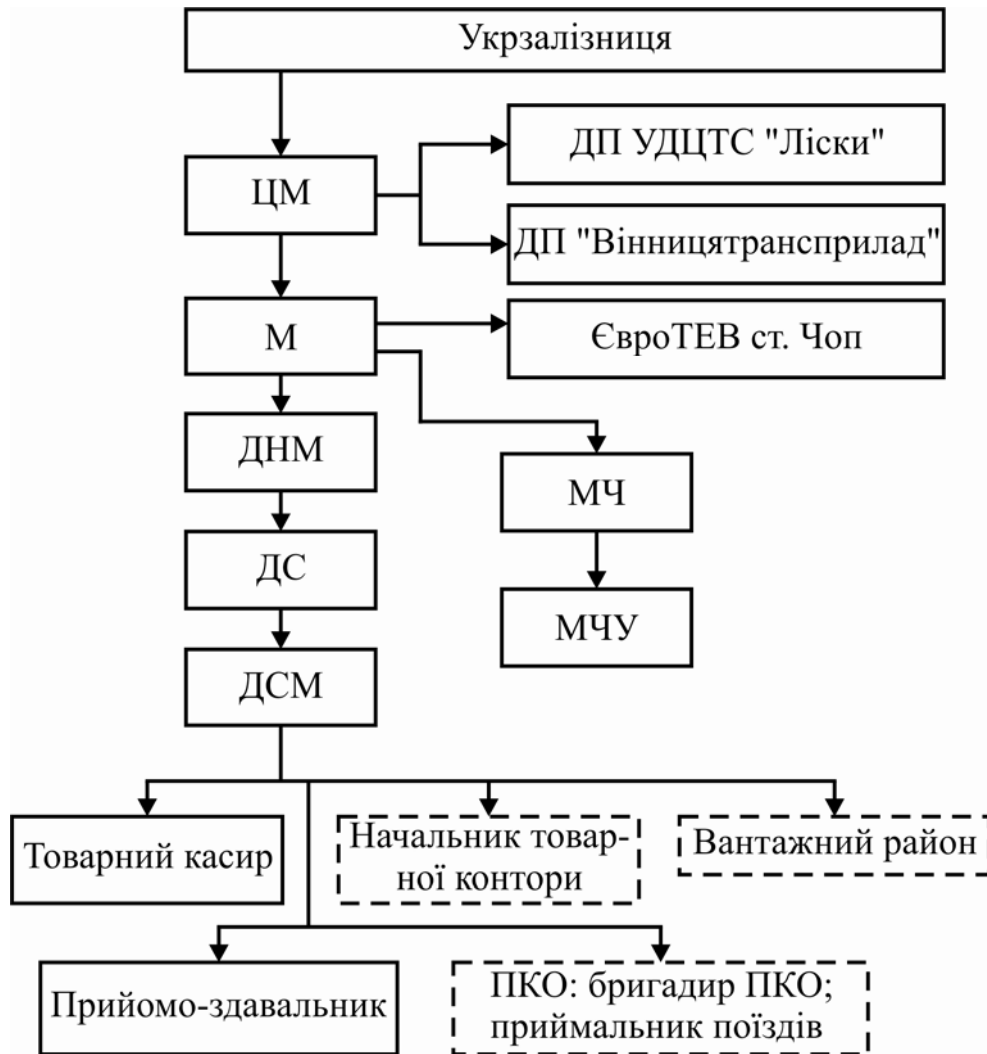 Укрзалізниця
ДП УДЦТС "Ліски"
ЦМ
ДП "Вінницятрансприлад"
М
ЄвроТЕВ ст. Чоп
ДНМ
МЧ
ДС
МЧУ
ДСМ
Товарний касир
Начальник товар-
ної контори
Вантажний район
Прийомо-здавальник
ПКО: бригадир ПКО;
приймальник поїздів